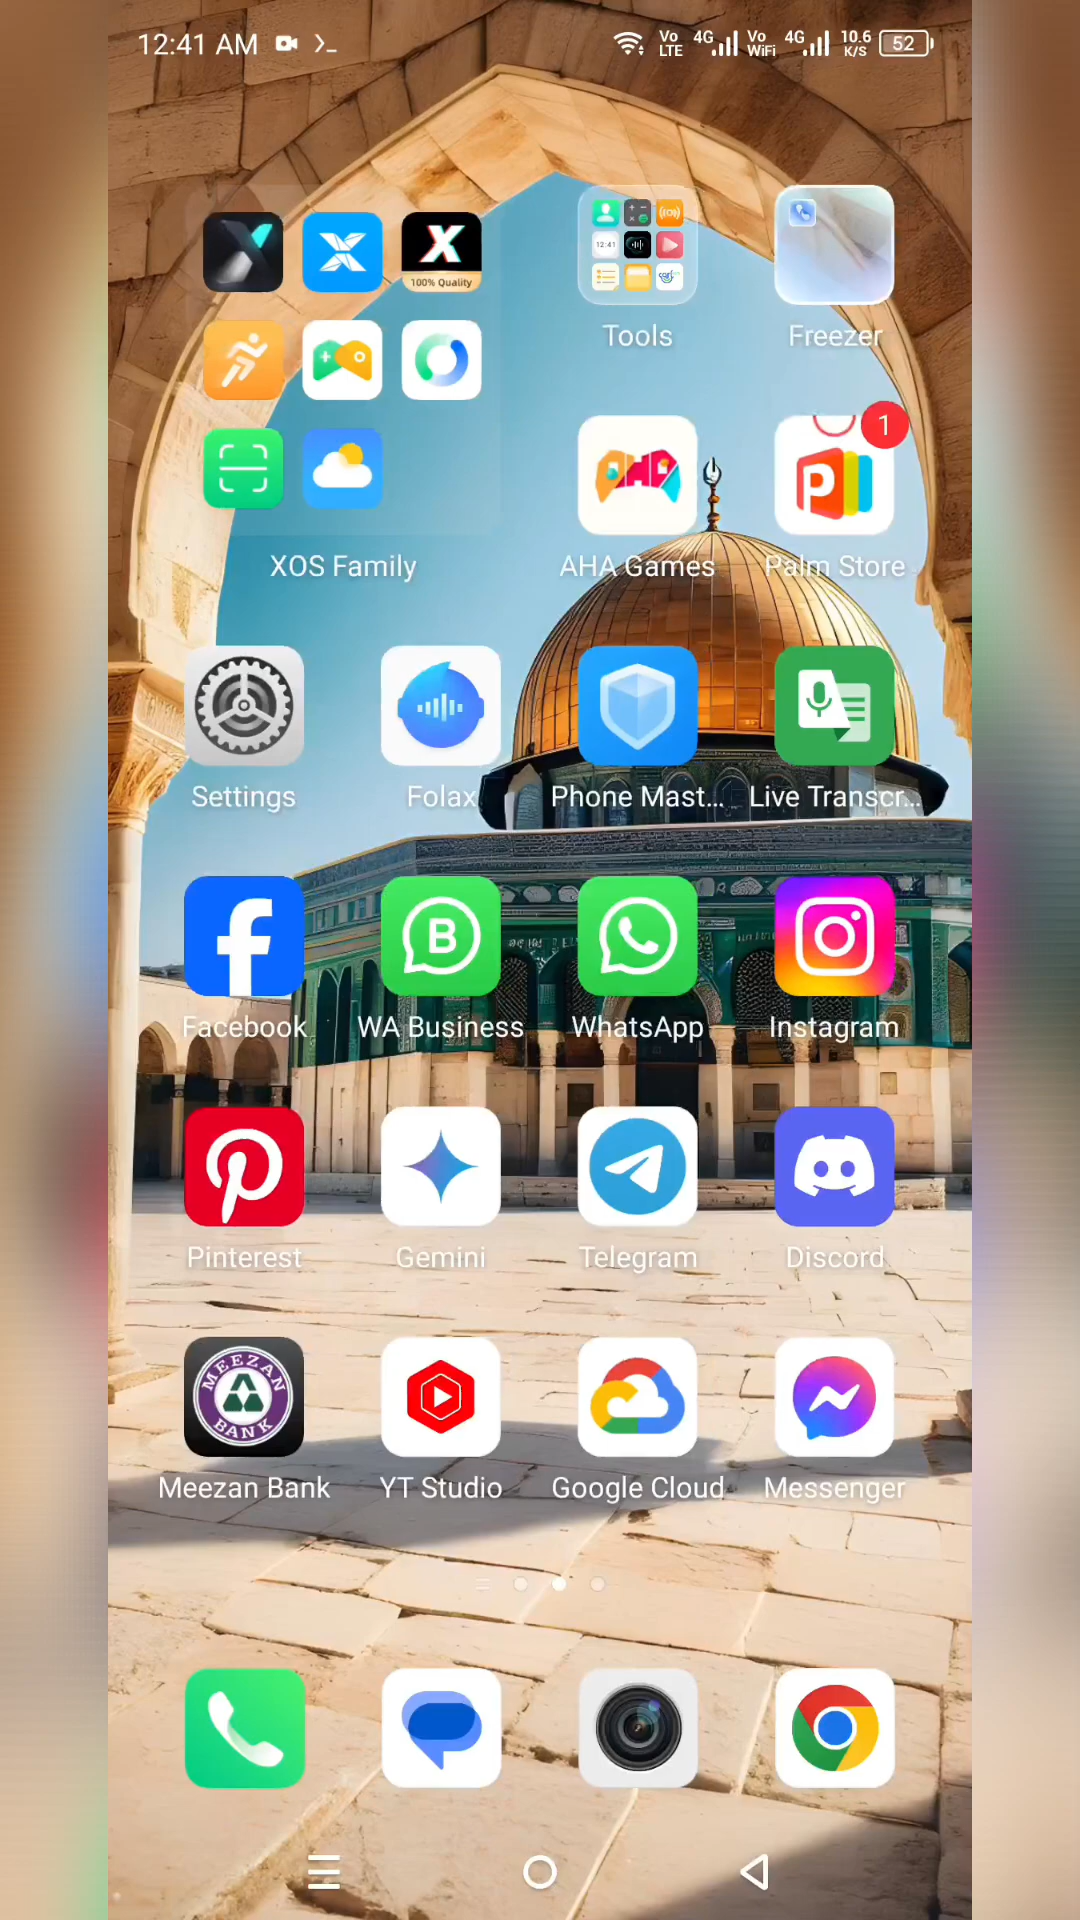 12:41 AM
Vo LTE 4G Vo WiFi 4G 10.6 K/S 52
X
100% Quality
12:41
Tools
Freezer
1
XOS Family
AHA Games
Palm Store
Settings
Folax
Phone Mast...
Live Transcr...
B
Facebook
WA Business
WhatsApp
Instagram
Pinterest
Gemini
Telegram
Discord
MEEZAN
BANK
Meezan Bank
YT Studio
Google Cloud
Messenger